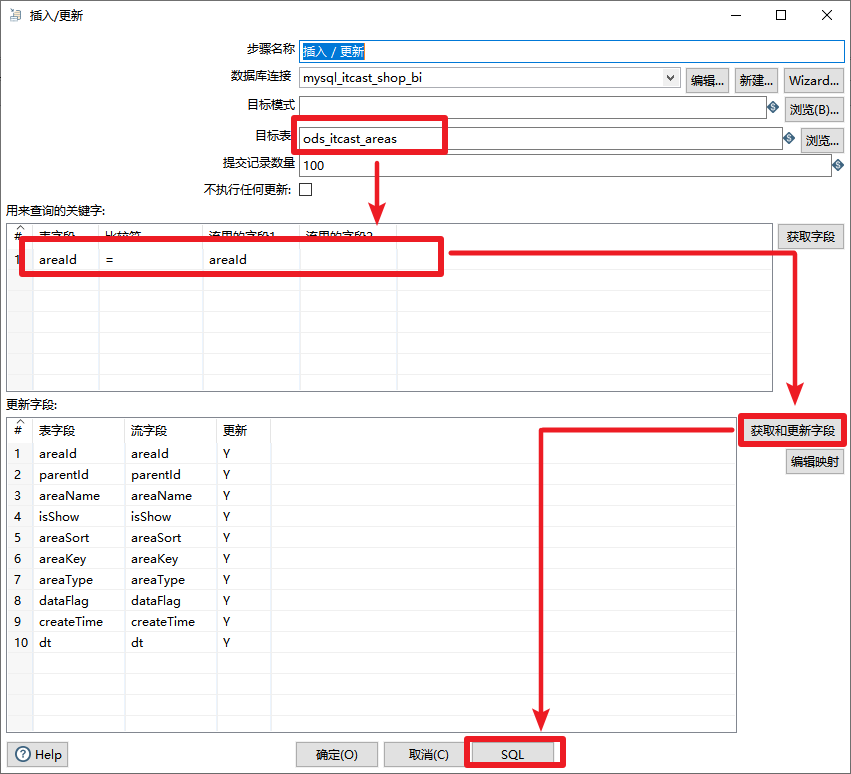 插入/更新
步骤名称 插入 / 更新
数据库连接 mysql_itcast_shop_bi 编辑... 新建... Wizard...
目标模式 浏览(B)...
目标表 ods_itcast_areas 浏览...
提交记录数量 100
不执行任何更新:
用来查询的关键字:
# 表字段 比较符 流里的字段1 流里的字段2 获取字段
1 areaId = areaId
更新字段:
# 表字段 流字段 更新 获取和更新字段
1 areaId areaId Y 编辑映射
2 parentId parentId Y
3 areaName areaName Y
4 isShow isShow Y
5 areaSort areaSort Y
6 areaKey areaKey Y
7 areaType areaType Y
8 dataFlag dataFlag Y
9 createTime createTime Y
10 dt dt Y
Help 确定(O) 取消(C) SQL